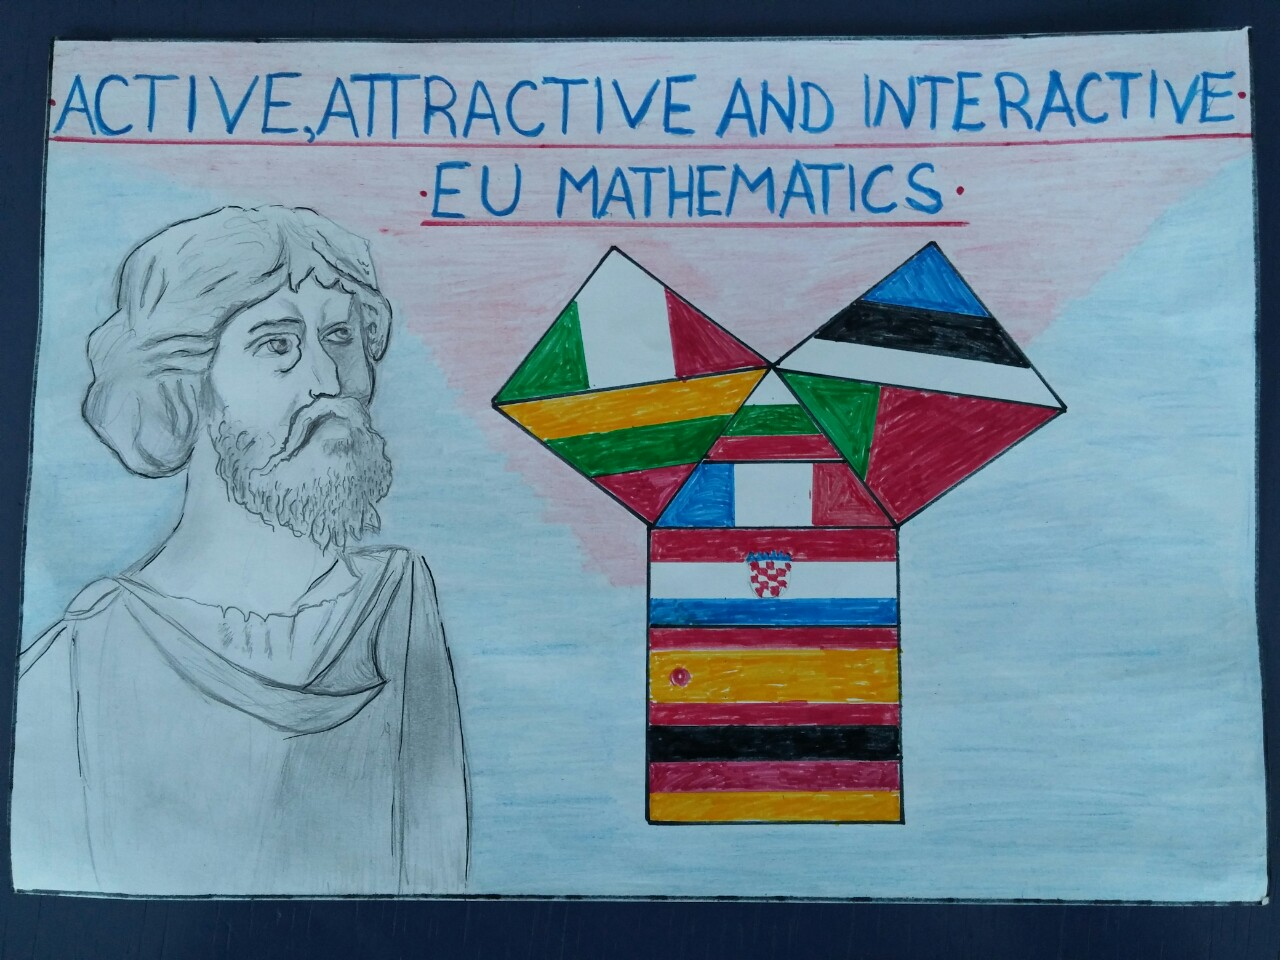 ·ACTIVE, ATTRACTIVE AND INTERACTIVE·
·EU MATHEMATICS·